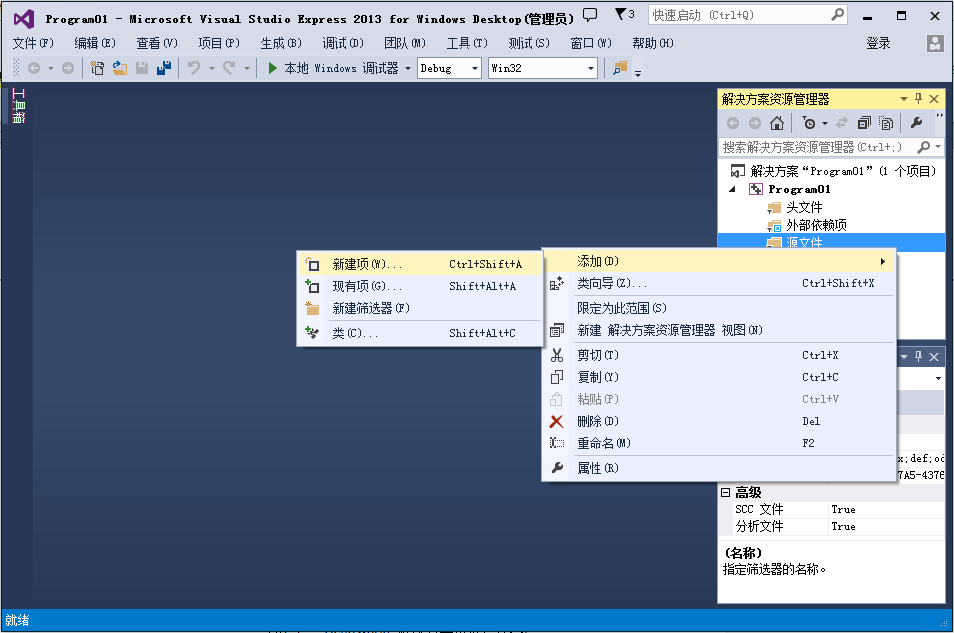 Program01 - Microsoft Visual Studio Express 2013 for Windows Desktop(管理员)
3
快速启动 (Ctrl+Q)
文件(F) 编辑(E) 查看(V) 项目(P) 生成(B) 调试(D) 团队(M) 工具(T) 测试(S) 窗口(W) 帮助(H) 登录
本地 Windows 调试器 Debug Win32
工具箱
解决方案资源管理器
搜索解决方案资源管理器(Ctrl+;)
解决方案“Program01”(1 个项目)
Program01
头文件
外部依赖项
源文件
新建项(W)... Ctrl+Shift+A
现有项(G)... Shift+Alt+A
新建筛选器(F)
类(C)... Shift+Alt+C
添加(D)
类向导(Z)... Ctrl+Shift+X
限定为此范围(S)
新建 解决方案资源管理器 视图(N)
剪切(T) Ctrl+X
复制(Y) Ctrl+C
粘贴(P) Ctrl+V
删除(D) Del
重命名(M) F2
属性(R)
x;def;od
7A5-4376
高级
SCC 文件 True
分析文件 True
(名称)
指定筛选器的名称。
就绪